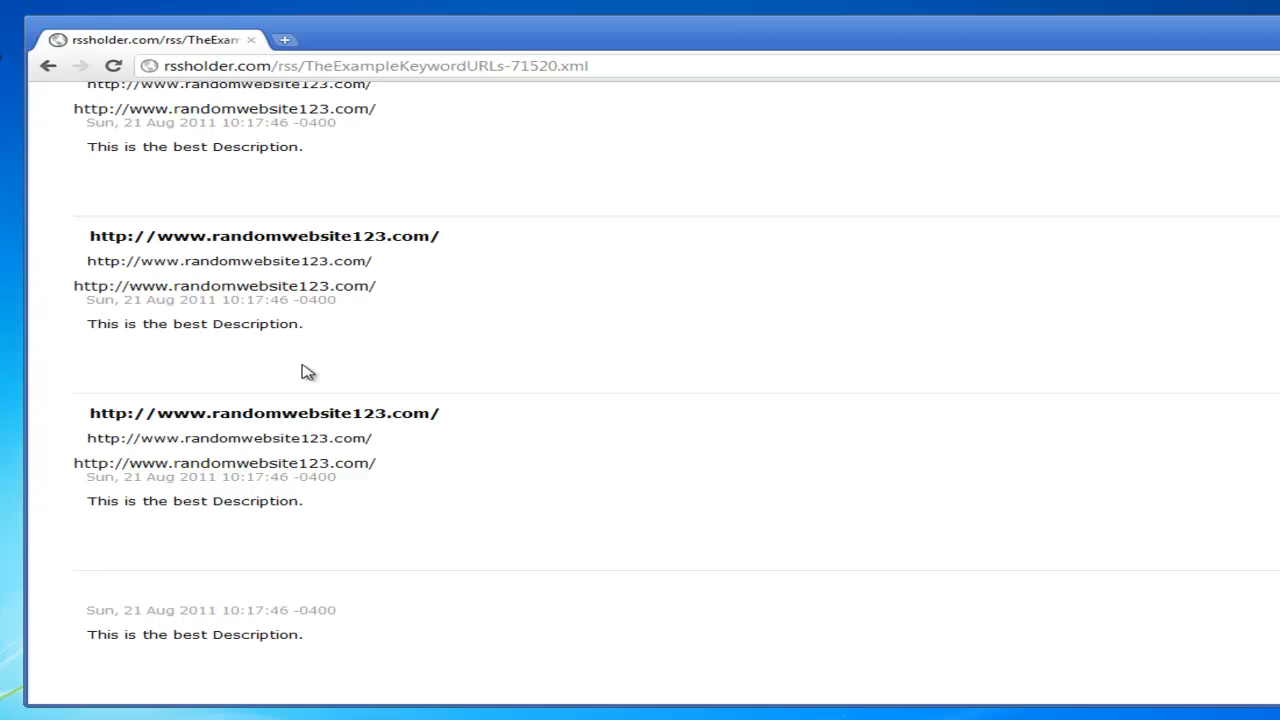 rssholder.com/rss/TheExam
rssholder.com/rss/TheExampleKeywordURLs-71520.xml
http://www.randomwebsite123.com/
http://www.randomwebsite123.com/
Sun, 21 Aug 2011 10:17:46 -0400
This is the best Description.
http://www.randomwebsite123.com/
http://www.randomwebsite123.com/
http://www.randomwebsite123.com/
Sun, 21 Aug 2011 10:17:46 -0400
This is the best Description.
http://www.randomwebsite123.com/
http://www.randomwebsite123.com/
http://www.randomwebsite123.com/
Sun, 21 Aug 2011 10:17:46 -0400
This is the best Description.
Sun, 21 Aug 2011 10:17:46 -0400
This is the best Description.